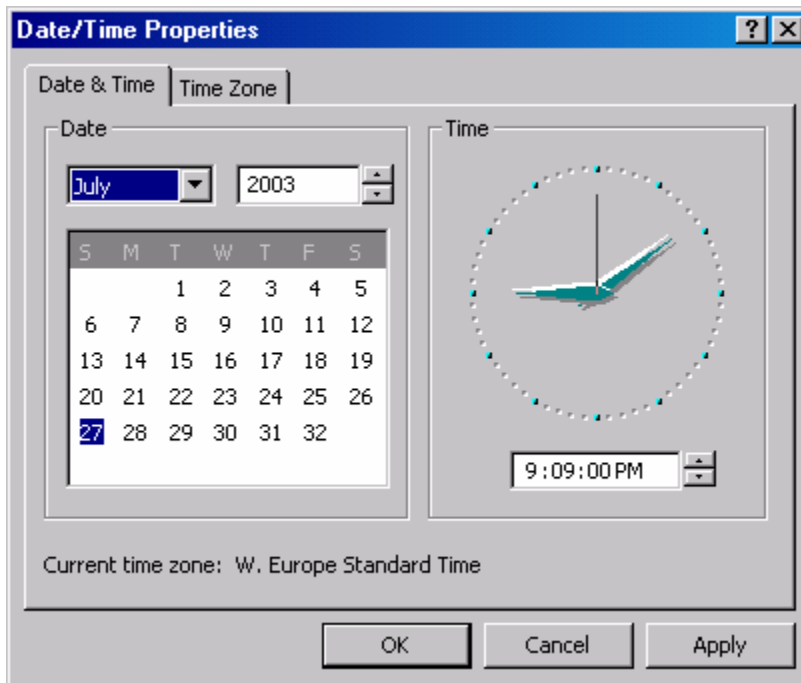 Date/Time Properties
Date & Time Time Zone
Date
July 2003
S M T W T F S
1 2 3 4 5
6 7 8 9 10 11 12
13 14 15 16 17 18 19
20 21 22 23 24 25 26
27 28 29 30 31 32
Time
9:09:00 PM
Current time zone: W. Europe Standard Time
OK Cancel Apply